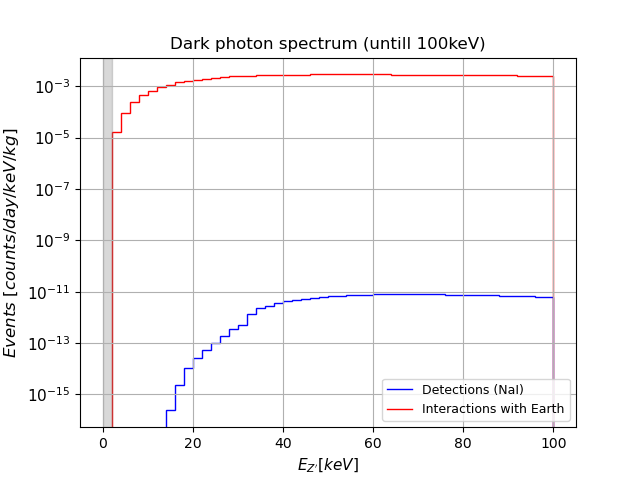 Dark photon spectrum (untill 100keV)
Events [counts/day/keV/kg]
10⁻³
10⁻⁵
10⁻⁷
10⁻⁹
10⁻¹¹
10⁻¹³
10⁻¹⁵
Detections (NaI)
Interactions with Earth
0 20 40 60 80 100
E_{Z'}[keV]